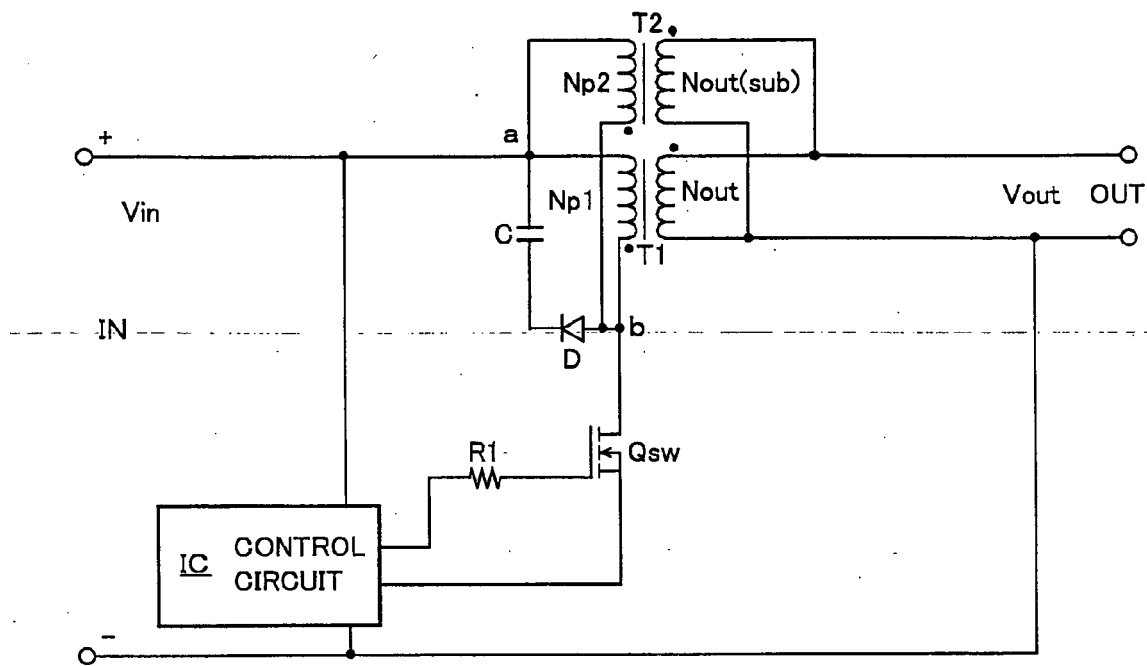 T2
Np2
Nout(sub)
a
+
Vin
Np1
Nout
Vout OUT
C
T1
IN
b
D
R1
Qsw
IC CONTROL
CIRCUIT
-